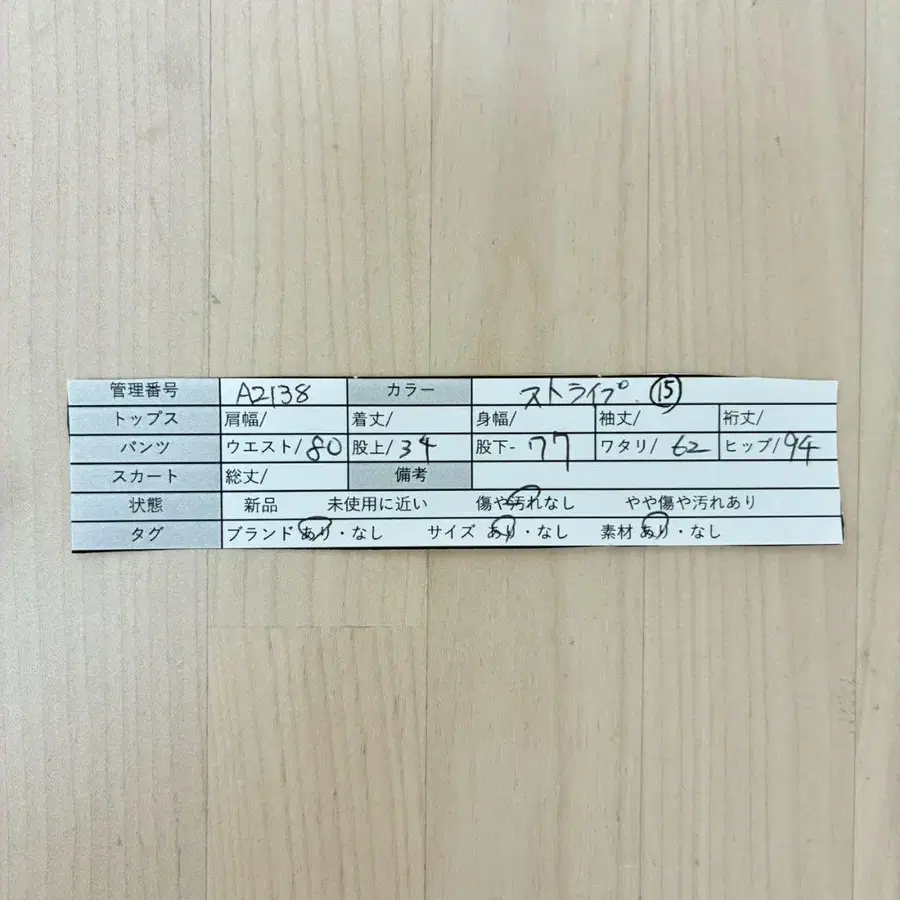 管理番号 A2138 カラー ストライプ. ⑮
トップス 肩幅/ 着丈/ 身幅/ 袖丈/ 裄丈/
パンツ ウエスト/80 股上/34 股下-77 ワタリ/62 ヒップ/94
スカート 総丈/ 備考
状態 新品 未使用に近い 傷や汚れなし やや傷や汚れあり
タグ ブランド あり・なし サイズ あり・なし 素材 あり・なし